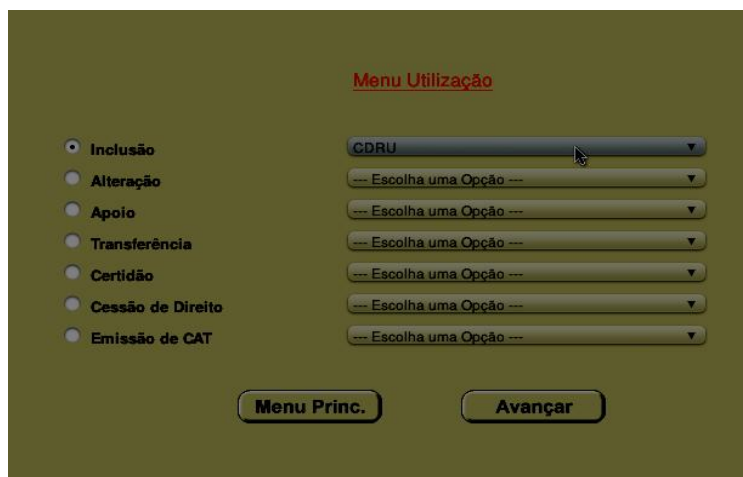 Menu Utilização
Inclusão CDRU
Alteração --- Escolha uma Opção ---
Apoio --- Escolha uma Opção ---
Transferência --- Escolha uma Opção ---
Certidão --- Escolha uma Opção ---
Cessão de Direito --- Escolha uma Opção ---
Emissão de CAT --- Escolha uma Opção ---
Menu Princ. Avançar